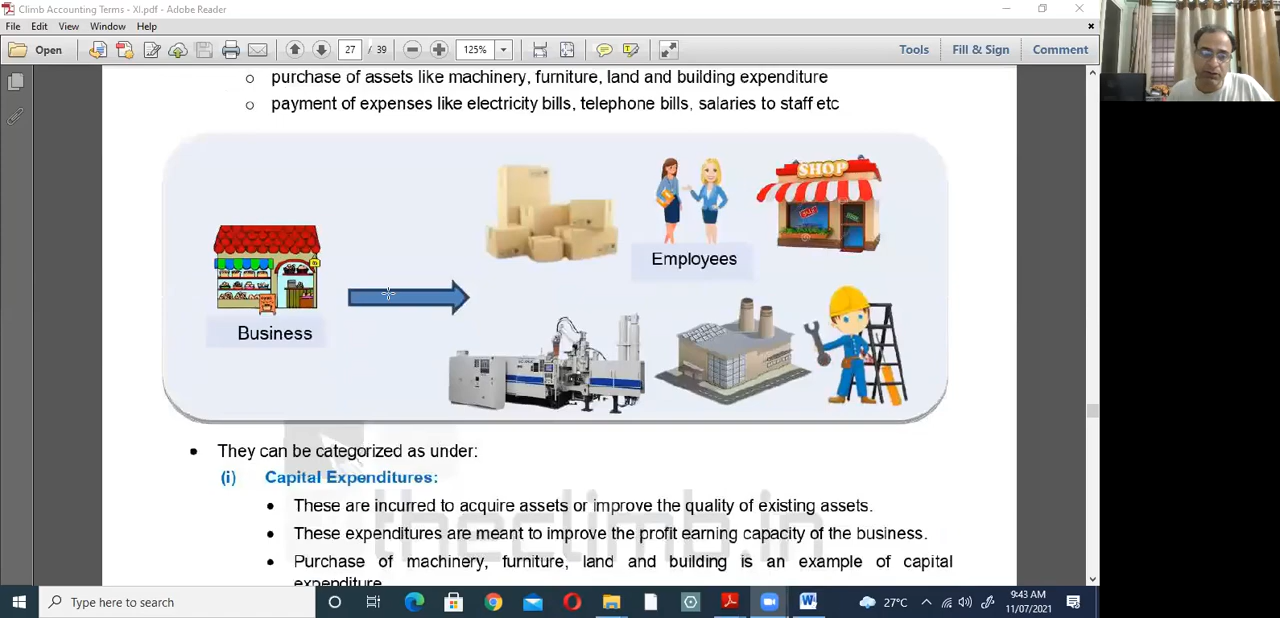 Climb Accounting Terms - XI.pdf - Adobe Reader
File Edit View Window Help
Open 27 / 39 125% Tools Fill & Sign Comment
o purchase of assets like machinery, furniture, land and building expenditure
o payment of expenses like electricity bills, telephone bills, salaries to staff etc
SHOP
Employees
Business
• They can be categorized as under:
(i) Capital Expenditures:
• These are incurred to acquire assets or improve the quality of existing assets.
• These expenditures are meant to improve the profit earning capacity of the business.
• Purchase of machinery, furniture, land and building is an example of capital
expenditure
theclimb.in
Type here to search
27°C
9:43 AM
11/07/2021